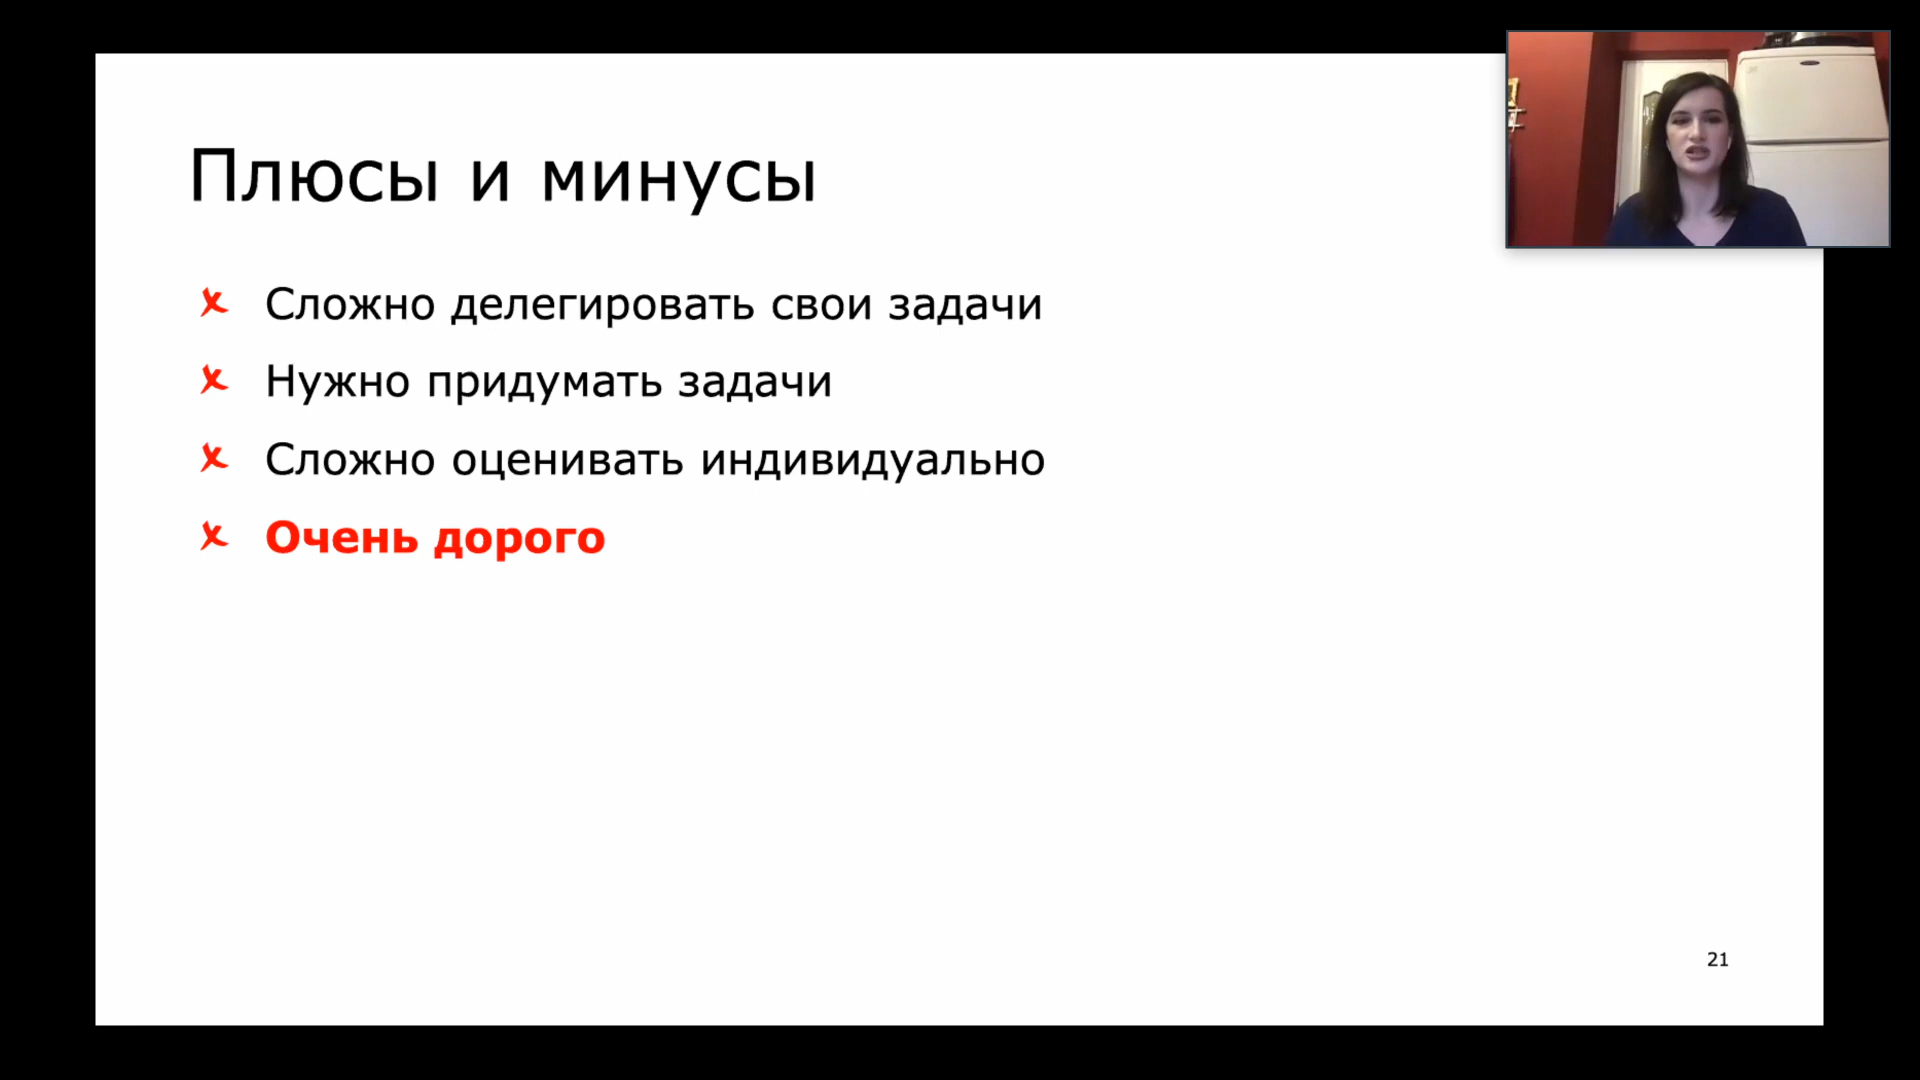 Плюсы и минусы
Сложно делегировать свои задачи
Нужно придумать задачи
Сложно оценивать индивидуально
Очень дорого
21